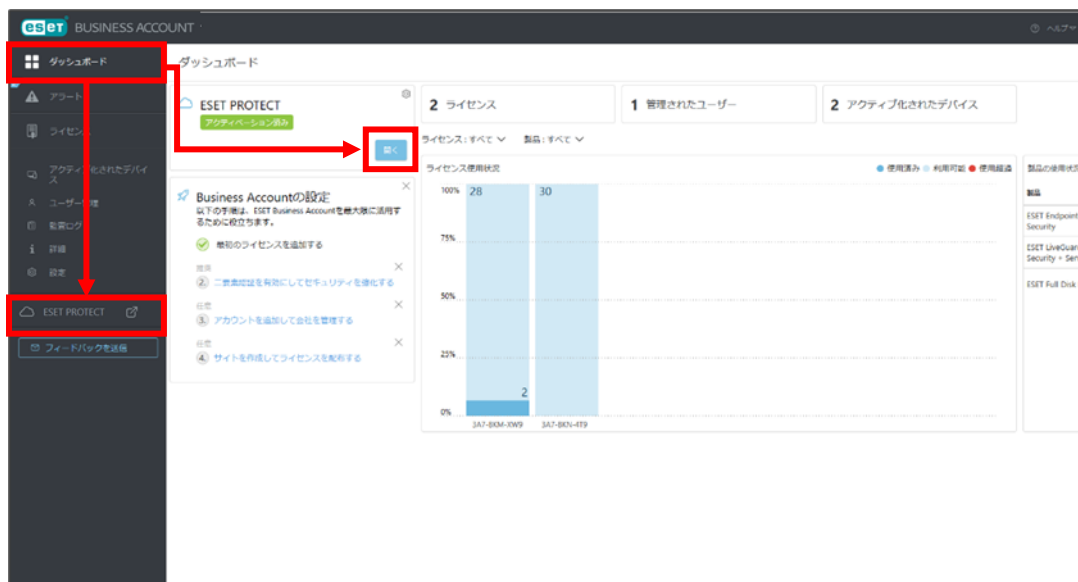 eset BUSINESS ACCOUNT
ヘルプ
ダッシュボード
アラート
ライセンス
アクティブ化されたデバイ
ス
ユーザー管理
監査ログ
詳細
設定
ESET PROTECT
フィードバックを送信
ダッシュボード
ESET PROTECT
アクティベーション済み
開く
2 ライセンス
1 管理されたユーザー
2 アクティブ化されたデバイス
ライセンス: すべて
製品: すべて
Business Accountの設定
以下の手順は、ESET Business Accountを最大限に活用す
るために役立ちます。
最初のライセンスを追加する
推奨
2. 二要素認証を有効にしてセキュリティを強化する
任意
3. アカウントを追加して会社を管理する
任意
4. サイトを作成してライセンスを配布する
ライセンス使用状況
使用済み 利用可能 使用超過
100%
28
30
75%
50%
25%
2
0%
3A7-8KM-XW9
3A7-8KN-4T9
製品の使用状況
製品
ESET Endpoint
Security
ESET LiveGuar
Security + Ser
ESET Full Disk